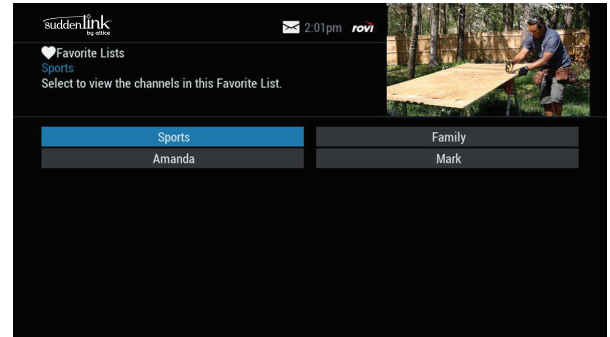 suddenlink
by altice
2:01pm rovi
Favorite Lists
Sports
Select to view the channels in this Favorite List.
Sports Family
Amanda Mark